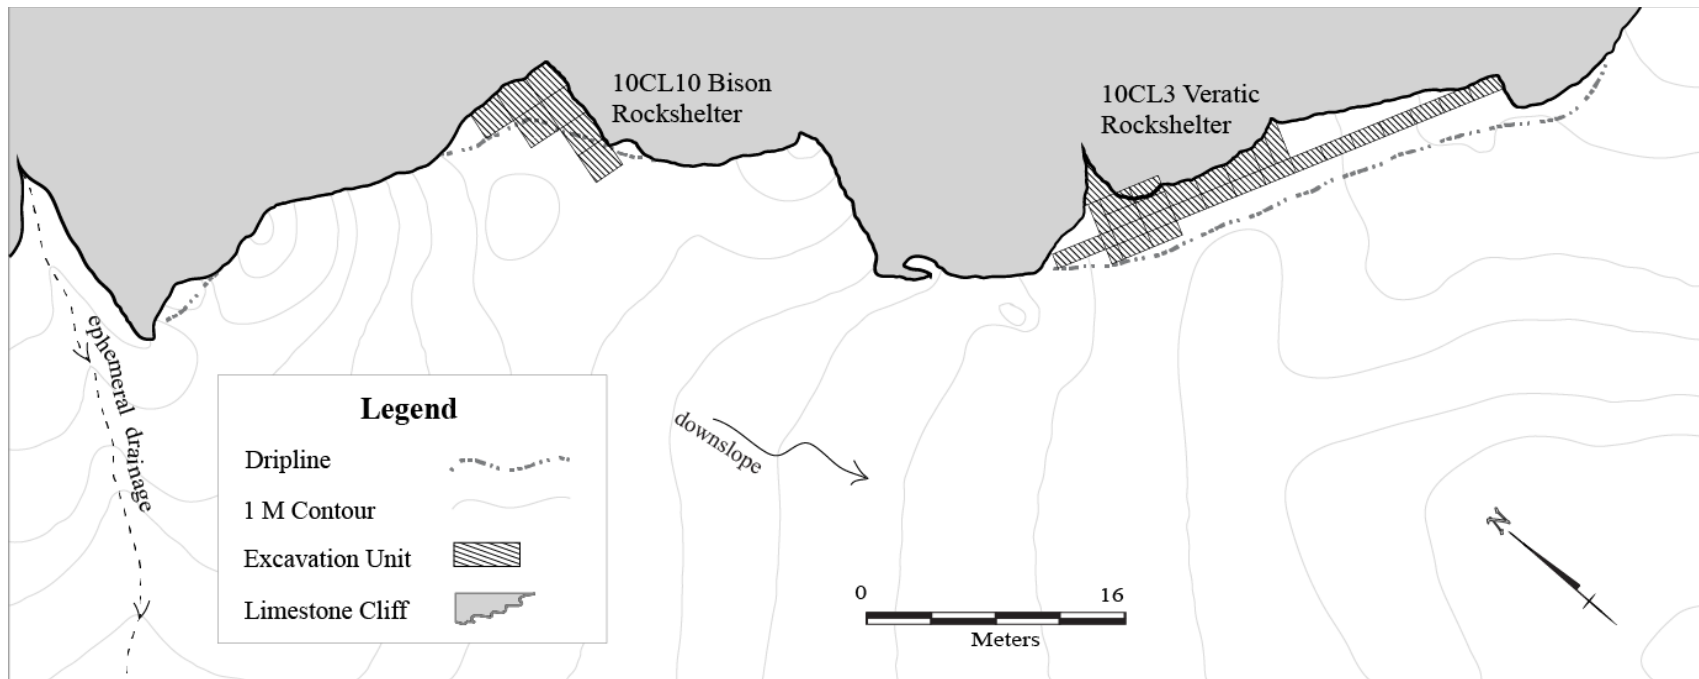 10CL10 Bison
Rockshelter
10CL3 Veratic
Rockshelter
ephemeral drainage
Legend
Dripline
1 M Contour
Excavation Unit
Limestone Cliff
downslope
N
0 16
Meters